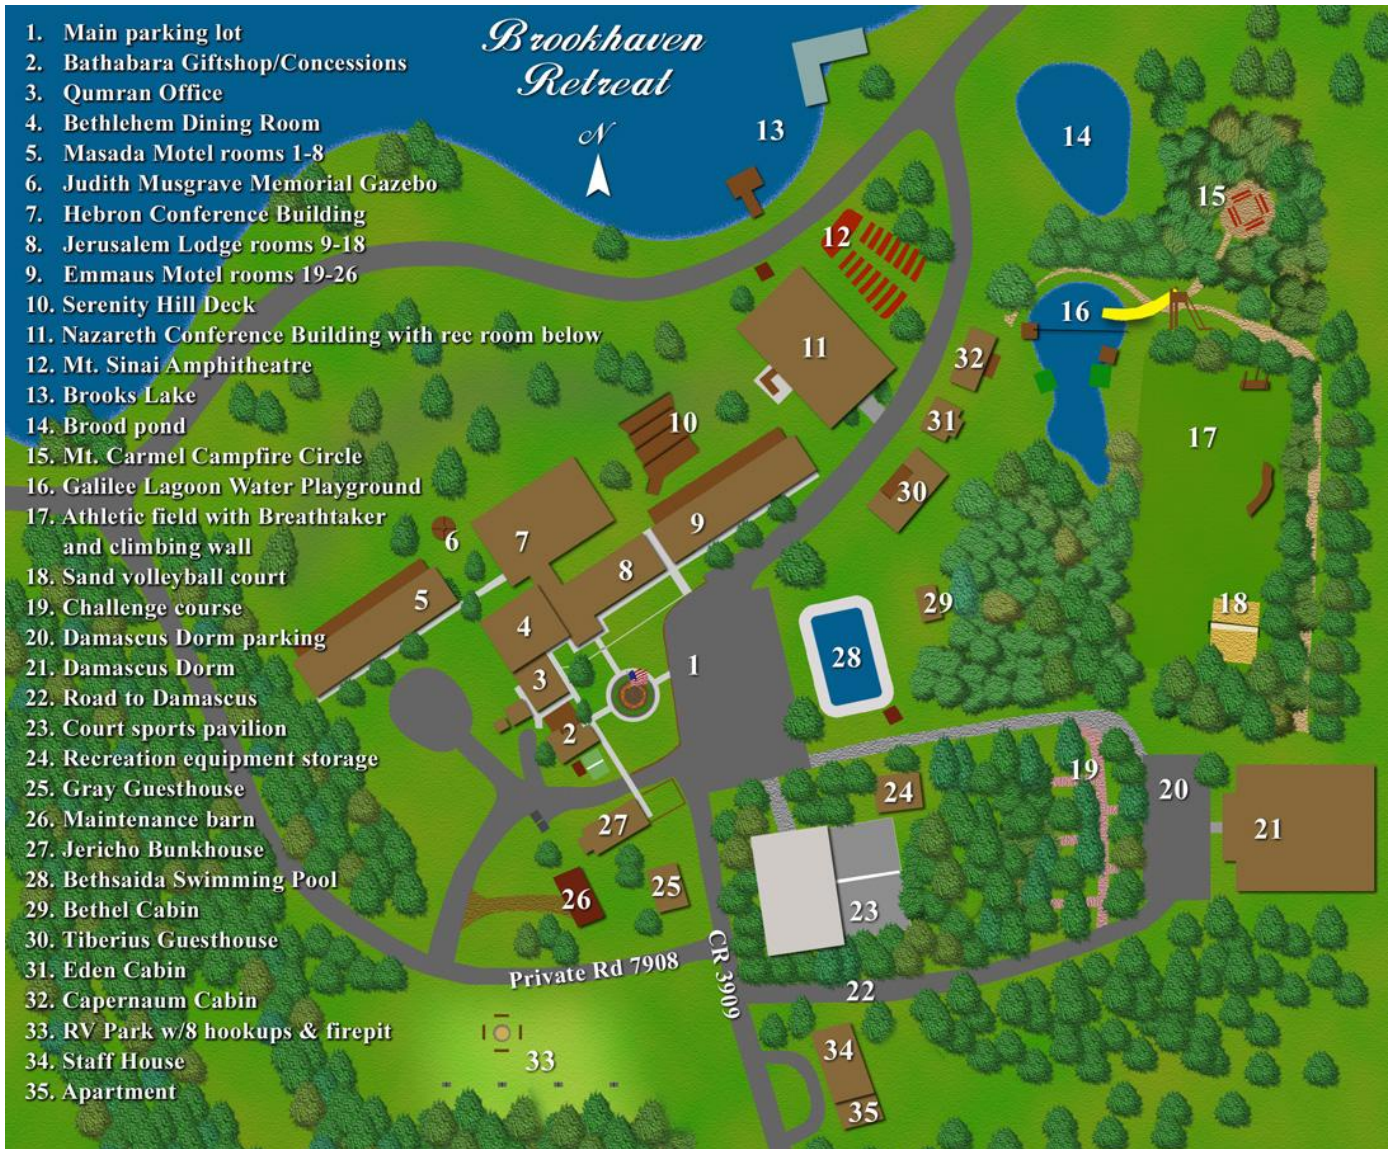 Brookhaven
Retreat
N
1. Main parking lot
2. Bathabara Giftshop/Concessions
3. Qumran Office
4. Bethlehem Dining Room
5. Masada Motel rooms 1-8
6. Judith Musgrave Memorial Gazebo
7. Hebron Conference Building
8. Jerusalem Lodge rooms 9-18
9. Emmaus Motel rooms 19-26
10. Serenity Hill Deck
11. Nazareth Conference Building with rec room below
12. Mt. Sinai Amphitheatre
13. Brooks Lake
14. Brood pond
15. Mt. Carmel Campfire Circle
16. Galilee Lagoon Water Playground
17. Athletic field with Breathtaker
and climbing wall
18. Sand volleyball court
19. Challenge course
20. Damascus Dorm parking
21. Damascus Dorm
22. Road to Damascus
23. Court sports pavilion
24. Recreation equipment storage
25. Gray Guesthouse
26. Maintenance barn
27. Jericho Bunkhouse
28. Bethsaida Swimming Pool
29. Bethel Cabin
30. Tiberius Guesthouse
31. Eden Cabin
32. Capernaum Cabin
33. RV Park w/8 hookups & firepit
34. Staff House
35. Apartment
13
14
15
12
16
11
32
10
31
17
30
9
6
7
8
5
29
18
4
28
1
3
2
19
20
24
27
21
25
26
23
Private Rd 7908
CR 3909
22
33
34
35